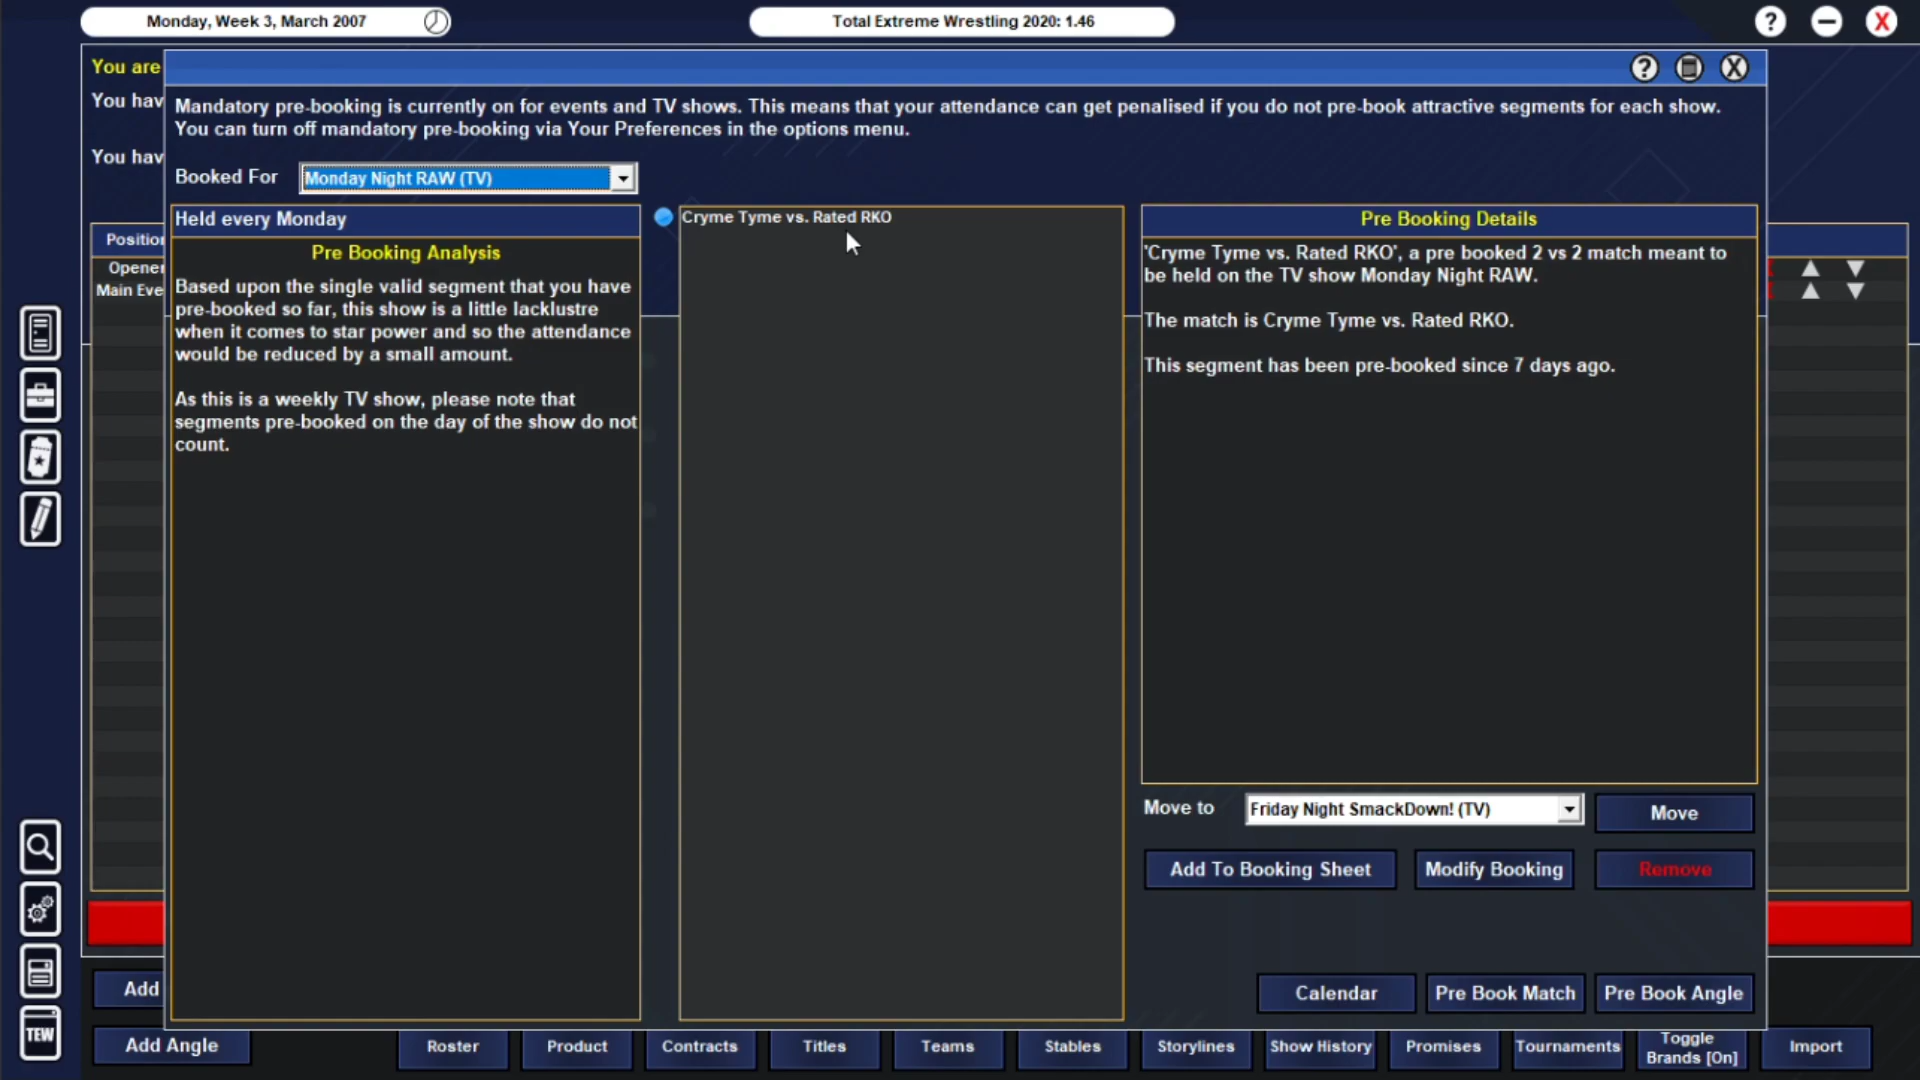 Monday, Week 3, March 2007
Total Extreme Wrestling 2020: 1.46
? – X
You are
You hav
You hav
? X
Mandatory pre-booking is currently on for events and TV shows. This means that your attendance can get penalised if you do not pre-book attractive segments for each show.
You can turn off mandatory pre-booking via Your Preferences in the options menu.
Booked For
Monday Night RAW (TV)
Position
Opener
Main Eve
Held every Monday
Pre Booking Analysis
Based upon the single valid segment that you have
pre-booked so far, this show is a little lacklustre
when it comes to star power and so the attendance
would be reduced by a small amount.
As this is a weekly TV show, please note that
segments pre-booked on the day of the show do not
count.
Cryme Tyme vs. Rated RKO
Pre Booking Details
'Cryme Tyme vs. Rated RKO', a pre booked 2 vs 2 match meant to
be held on the TV show Monday Night RAW.
The match is Cryme Tyme vs. Rated RKO.
This segment has been pre-booked since 7 days ago.
Move to
Friday Night SmackDown! (TV)
Move
Add To Booking Sheet
Modify Booking
Remove
Calendar
Pre Book Match
Pre Book Angle
TEW
Add
Add Angle
Roster
Product
Contracts
Titles
Teams
Stables
Storylines
Show History
Promises
Tournaments
Toggle
Brands [On]
Import